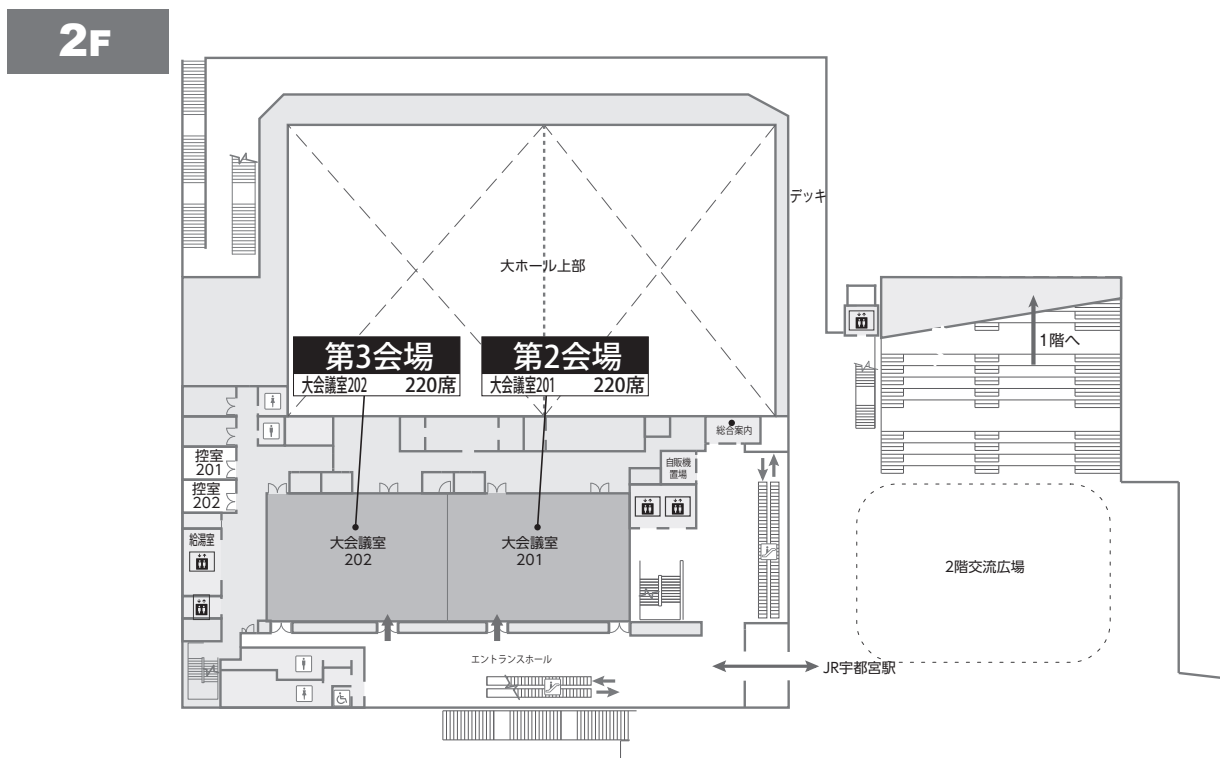 2F
デッキ
大ホール上部
1階へ
第3会場
大会議室202 220席
第2会場
大会議室201 220席
総合案内
控室
201
自販機
置場
控室
202
給湯室
大会議室
202
大会議室
201
2階交流広場
エントランスホール
JR宇都宮駅